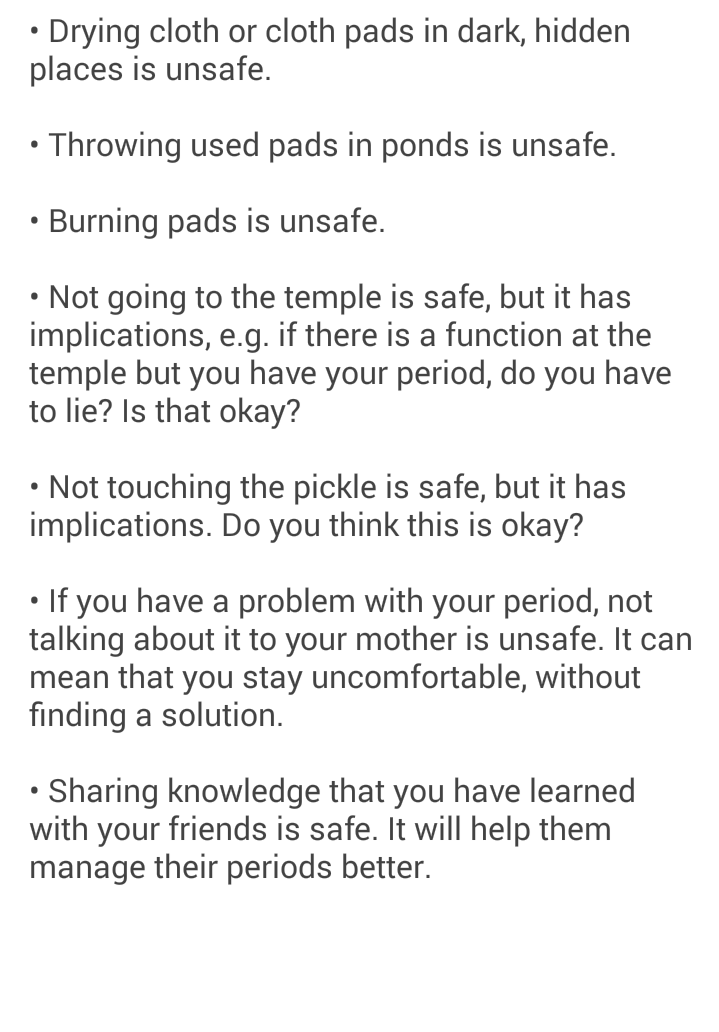 • Drying cloth or cloth pads in dark, hidden
places is unsafe.
• Throwing used pads in ponds is unsafe.
• Burning pads is unsafe.
• Not going to the temple is safe, but it has
implications, e.g. if there is a function at the
temple but you have your period, do you have
to lie? Is that okay?
• Not touching the pickle is safe, but it has
implications. Do you think this is okay?
• If you have a problem with your period, not
talking about it to your mother is unsafe. It can
mean that you stay uncomfortable, without
finding a solution.
• Sharing knowledge that you have learned
with your friends is safe. It will help them
manage their periods better.